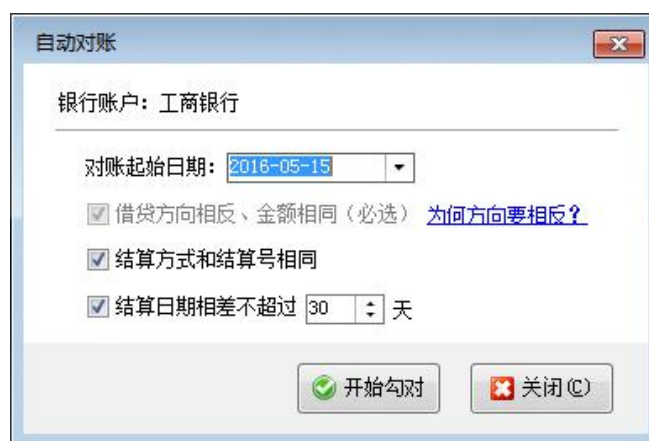 自动对账
银行账户：工商银行
对账起始日期：2016-05-15
借贷方向相反、金额相同（必选） 为何方向要相反？
结算方式和结算号相同
结算日期相差不超过 30 天
开始勾对 关闭(C)